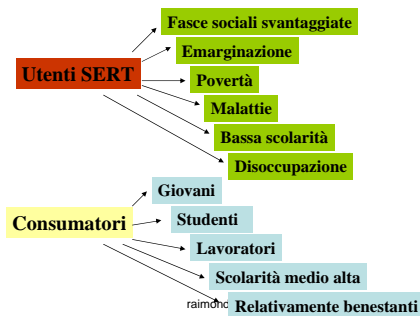 Fasce sociali svantaggiate
Emarginazione
Utenti SERT
Povertà
Malattie
Bassa scolarità
Disoccupazione
Giovani
Studenti
Consumatori
Lavoratori
Scolarità medio alta
Relativamente benestanti